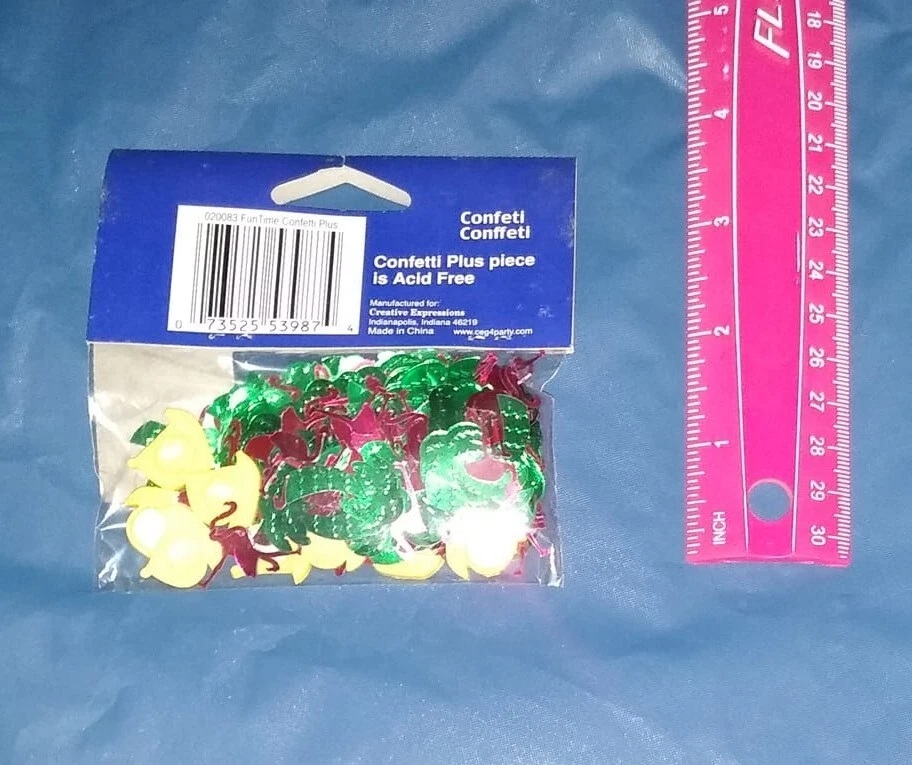 020083 FunTime Confetti Plus
0 73525 53987 4
Confeti
Conffeti
Confetti Plus piece
is Acid Free
Manufactured for:
Creative Expressions
Indianapolis, Indiana 46219
Made in China www.ceg4party.com
FL
5
4
3
2
1
INCH
18
19
20
21
22
23
24
25
26
27
28
29
30